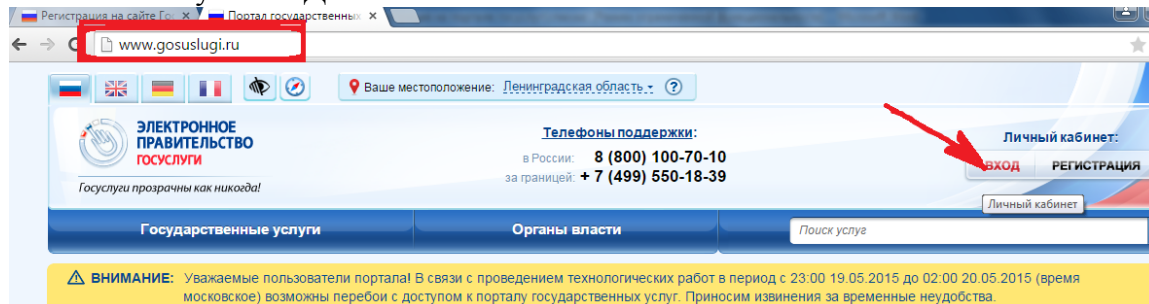 Регистрация на сайте Гос
Портал государственных
www.gosuslugi.ru
Ваше местоположение: Ленинградская область ?
ЭЛЕКТРОННОЕ
ПРАВИТЕЛЬСТВО
ГОСУСЛУГИ
Госуслуги прозрачны как никогда!
Телефоны поддержки:
в России: 8 (800) 100-70-10
за границей: + 7 (499) 550-18-39
Личный кабинет:
ВХОД РЕГИСТРАЦИЯ
Личный кабинет
Государственные услуги Органы власти Поиск услуг
ВНИМАНИЕ: Уважаемые пользователи портала! В связи с проведением технологических работ в период с 23:00 19.05.2015 до 02:00 20.05.2015 (время
московское) возможны перебои с доступом к порталу государственных услуг. Приносим извинения за временные неудобства.